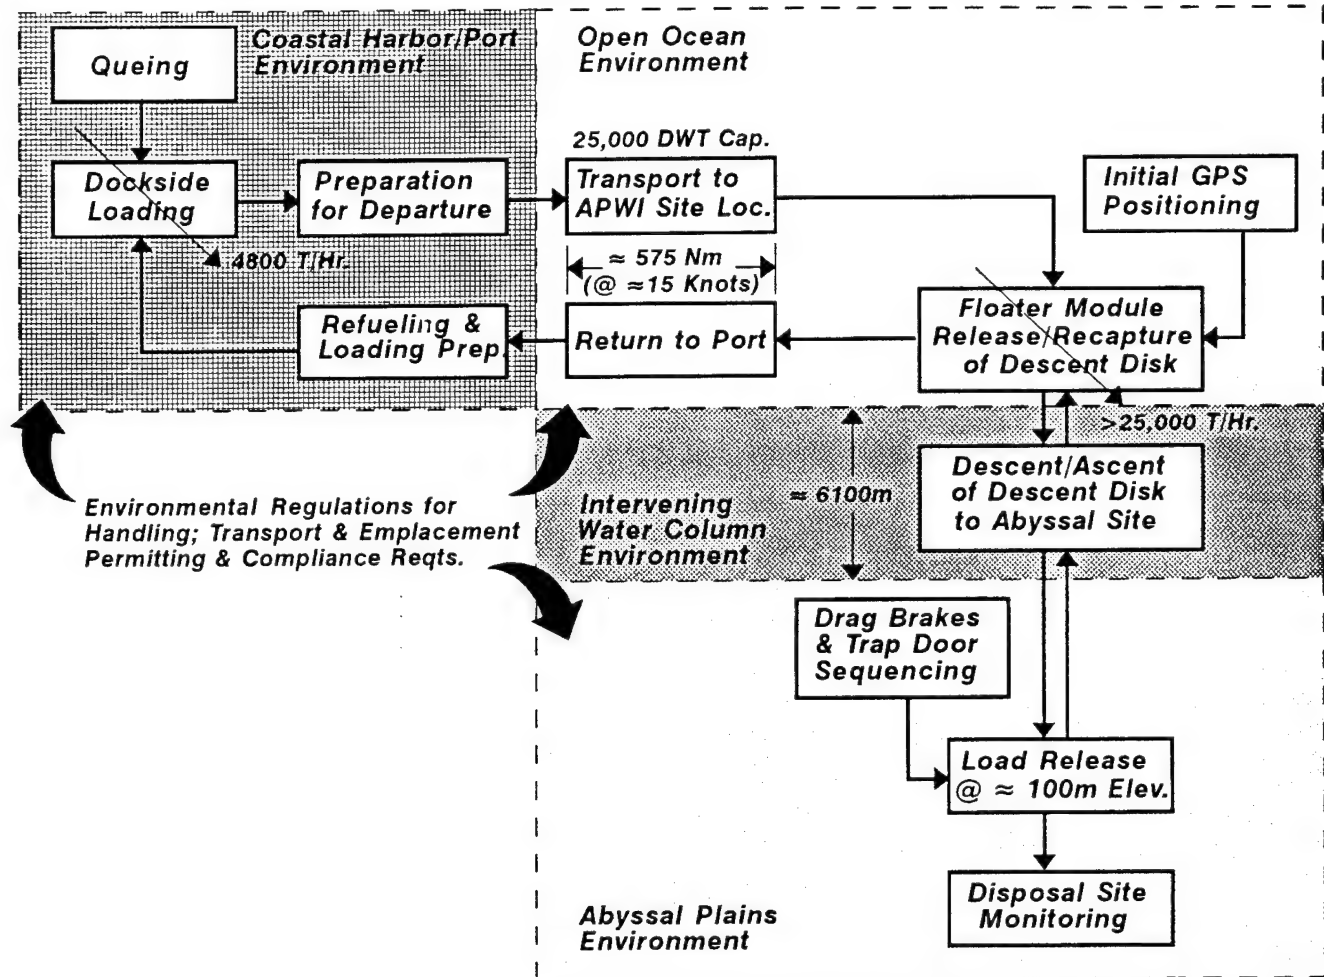 Queing
Coastal Harbor/Port
Environment
Open Ocean
Environment
25,000 DWT Cap.
Dockside
Loading
Preparation
for Departure
Transport to
APWI Site Loc.
Initial GPS
Positioning
4800 T/Hr.
≈ 575 Nm
(@ ≈15 Knots)
Refueling &
Loading Prep.
Return to Port
Floater Module
Release/Recapture
of Descent Disk
>25,000 T/Hr.
Environmental Regulations for
Handling; Transport & Emplacement
Permitting & Compliance Reqts.
Intervening
Water Column
Environment
≈ 6100m
Descent/Ascent
of Descent Disk
to Abyssal Site
Drag Brakes
& Trap Door
Sequencing
Load Release
@ ≈ 100m Elev.
Disposal Site
Monitoring
Abyssal Plains
Environment